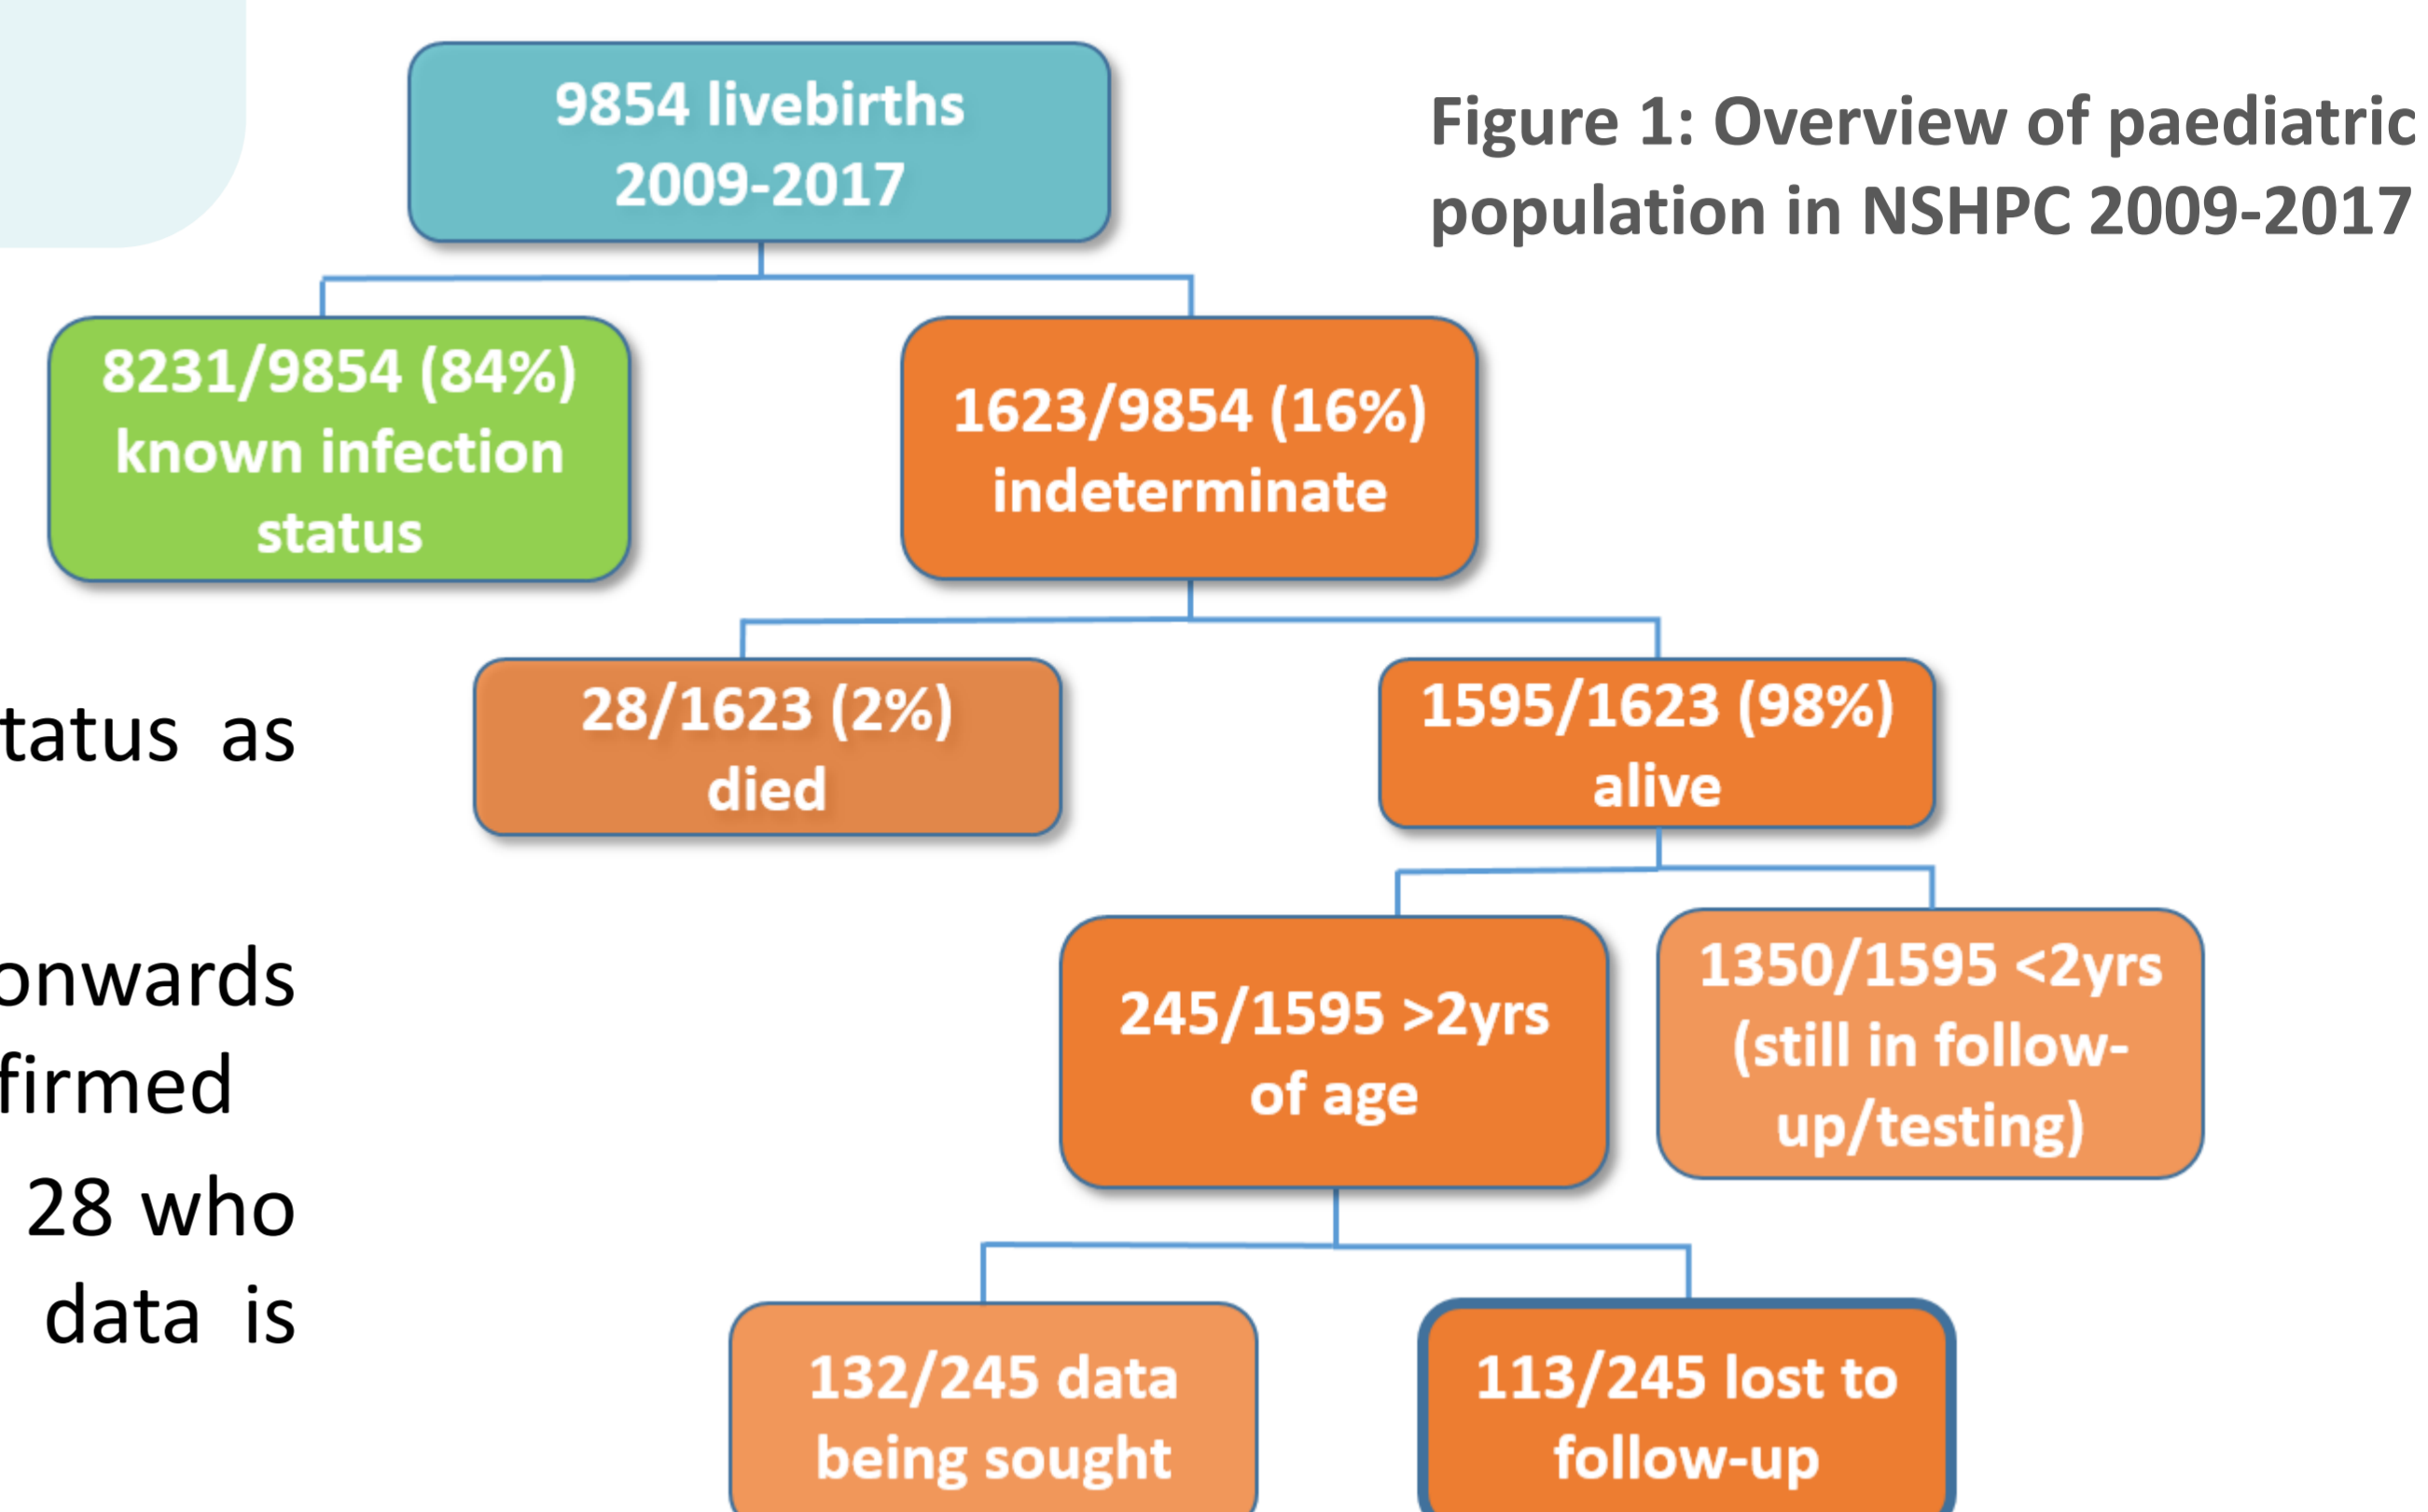 9854 livebirths
2009-2017
Figure 1: Overview of paediatric
population in NSHPC 2009-2017
8231/9854 (84%)
known infection
status
1623/9854 (16%)
indeterminate
28/1623 (2%)
died
1595/1623 (98%)
alive
245/1595 >2yrs
of age
1350/1595 <2yrs
(still in follow-
up/testing)
132/245 data
being sought
113/245 lost to
follow-up
tatus as
onwards
firmed
28 who
data is